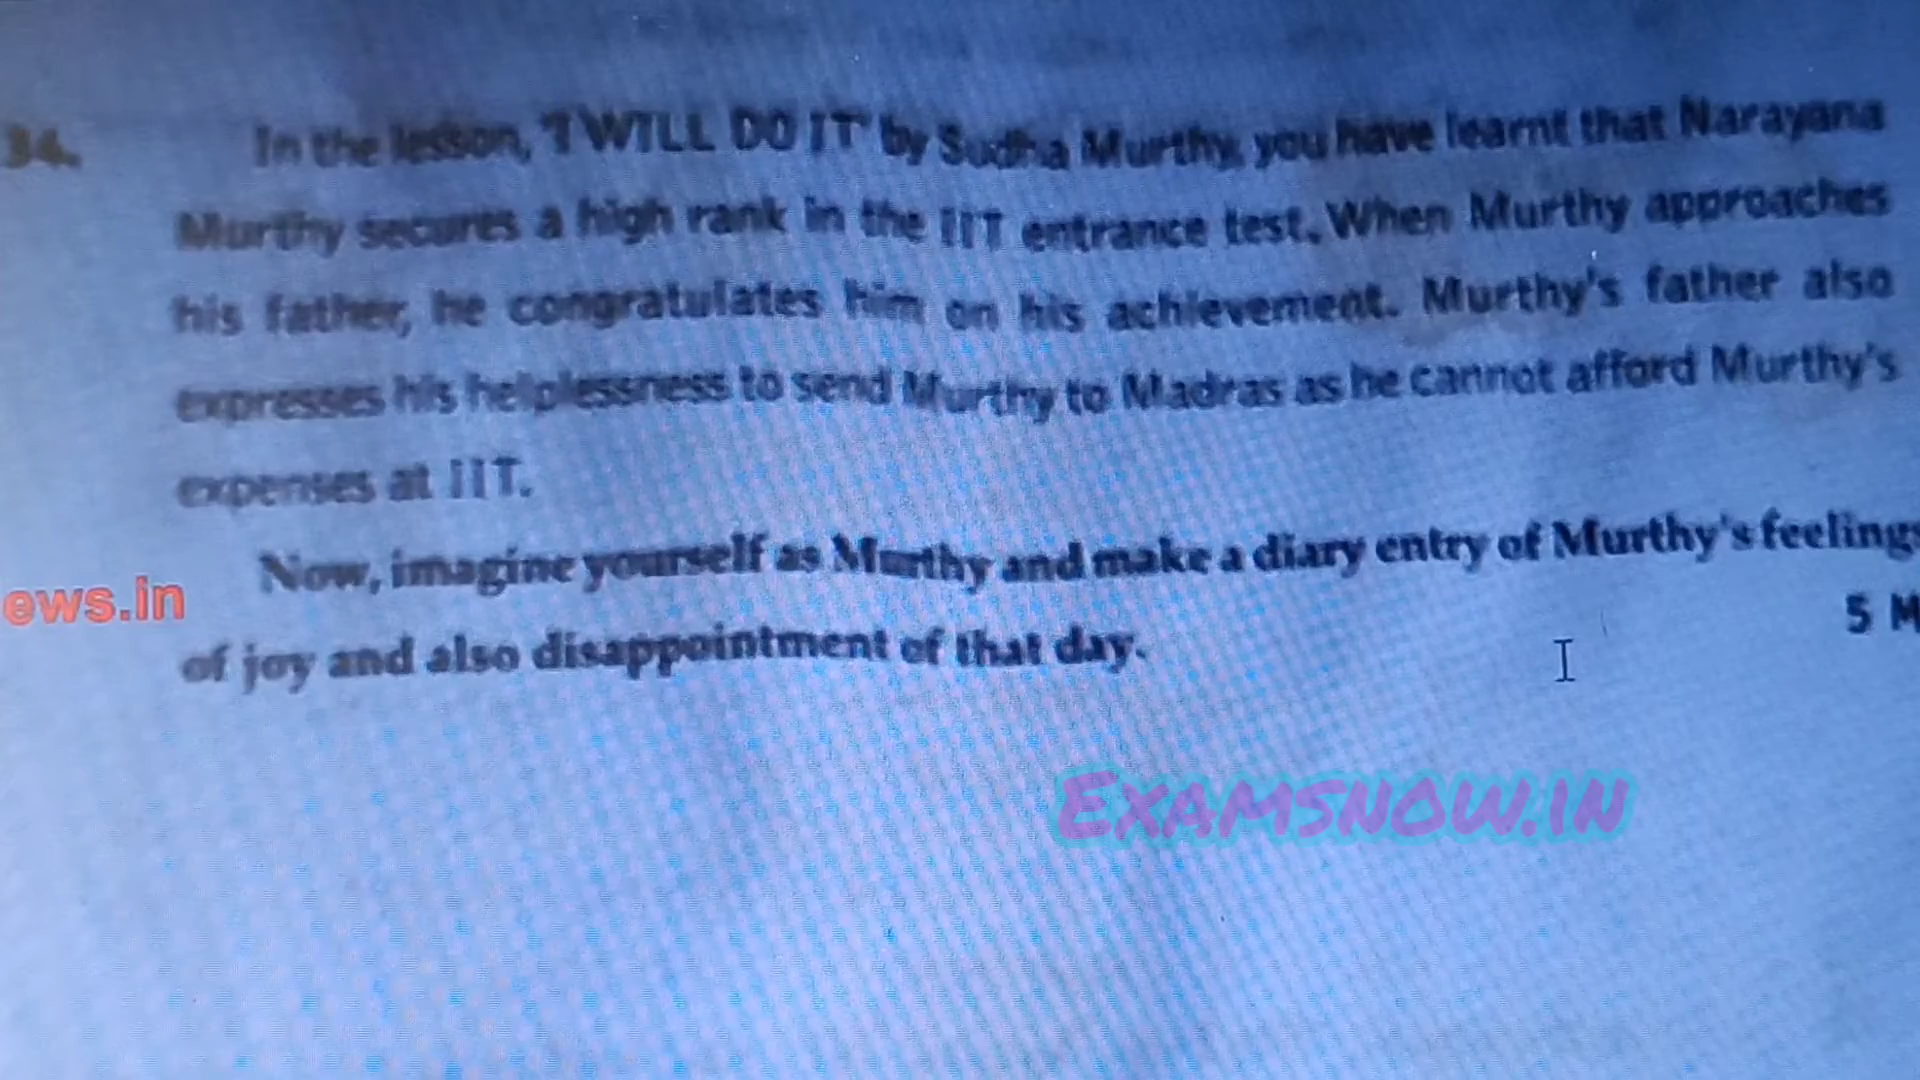 34. In the lesson, 'I WILL DO IT' by Sudha Murthy, you have learnt that Narayana
Murthy secures a high rank in the IIT entrance test. When Murthy approaches
his father, he congratulates him on his achievement. Murthy's father also
expresses his helplessness to send Murthy to Madras as he cannot afford Murthy's
expenses at IIT.
Now, imagine yourself as Murthy and make a diary entry of Murthy's feelings
ews.in
5 M
of joy and also disappointment of that day.
EXAMSNOW.IN